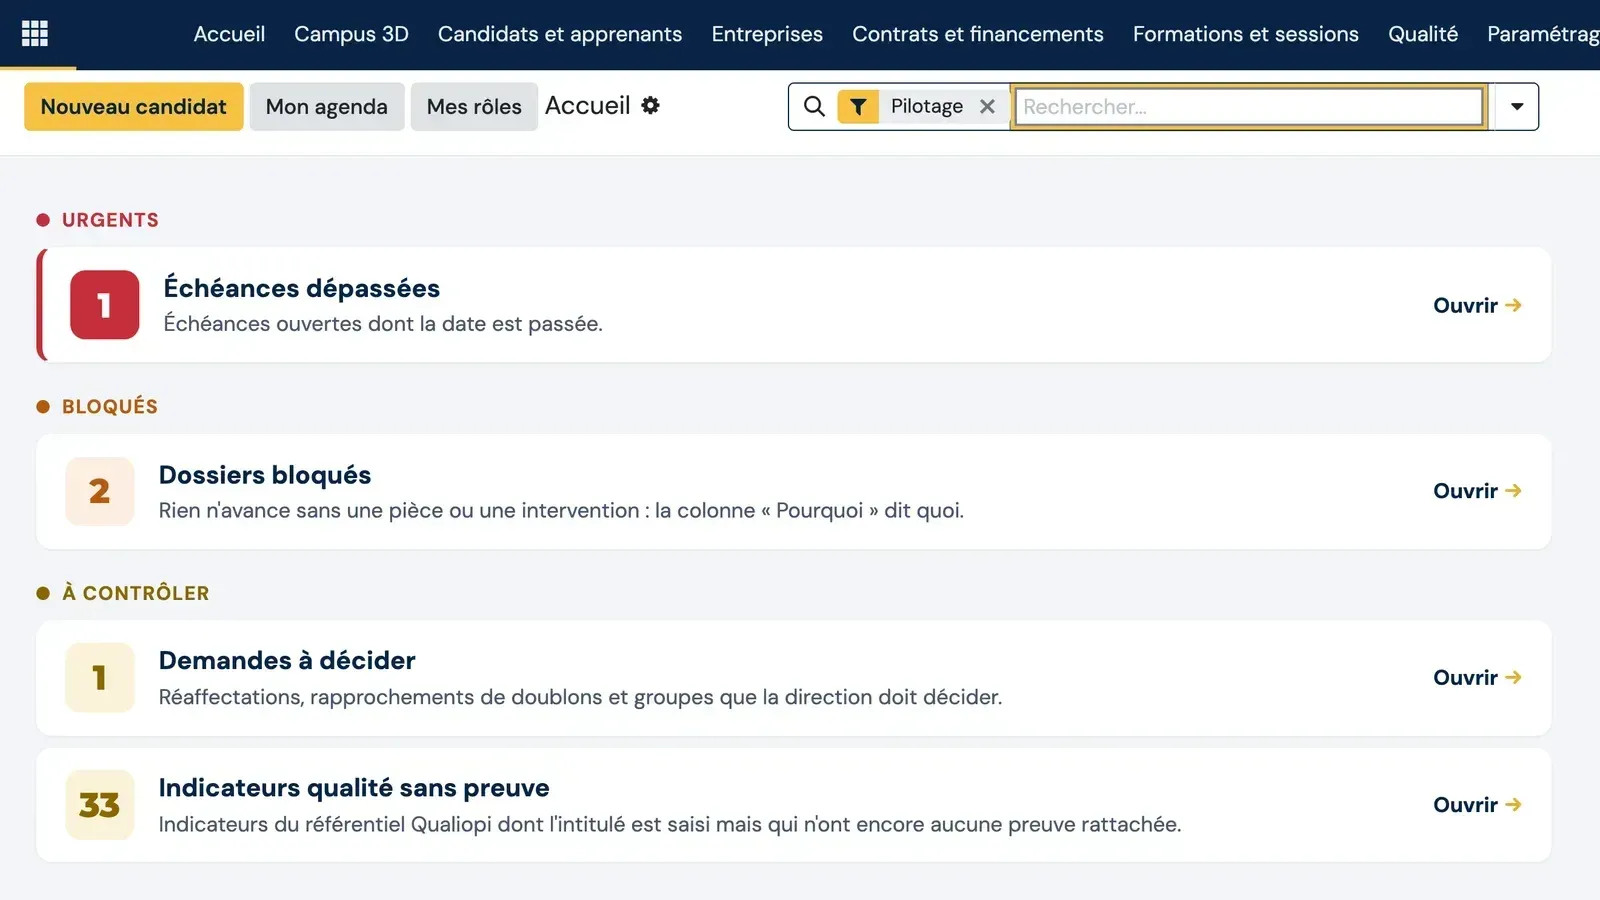 Accueil Campus 3D Candidats et apprenants Entreprises Contrats et financements Formations et sessions Qualité Paramétrag
Nouveau candidat Mon agenda Mes rôles Accueil Pilotage Rechercher...
URGENTS
1
Échéances dépassées
Échéances ouvertes dont la date est passée.
Ouvrir
BLOQUÉS
2
Dossiers bloqués
Rien n'avance sans une pièce ou une intervention : la colonne « Pourquoi » dit quoi.
Ouvrir
À CONTRÔLER
1
Demandes à décider
Réaffectations, rapprochements de doublons et groupes que la direction doit décider.
Ouvrir
33
Indicateurs qualité sans preuve
Indicateurs du référentiel Qualiopi dont l'intitulé est saisi mais qui n'ont encore aucune preuve rattachée.
Ouvrir